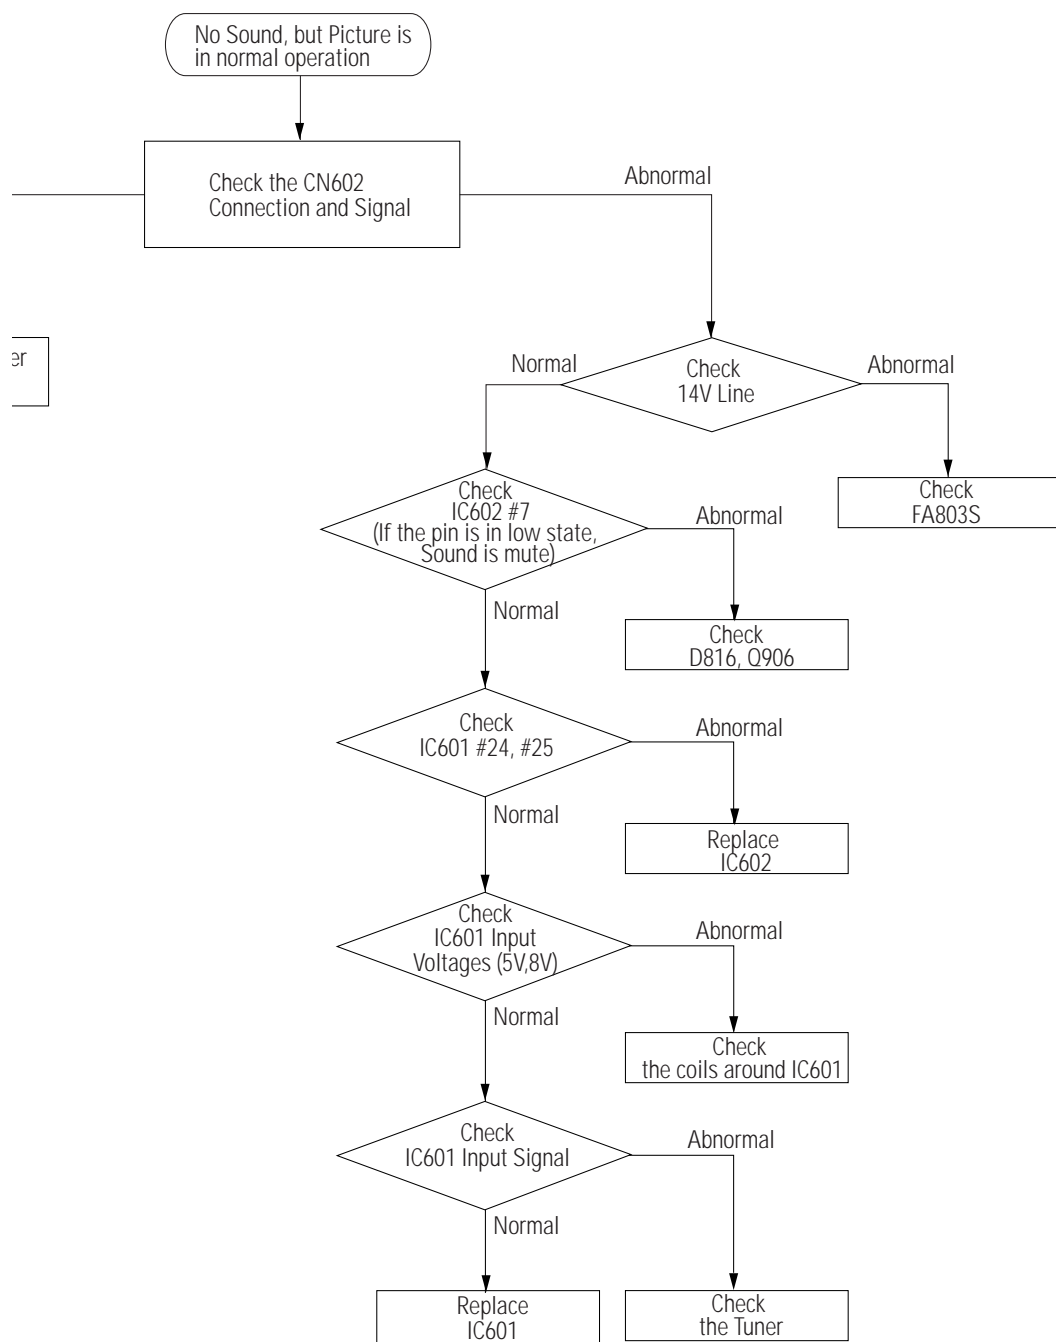 No Sound, but Picture is
in normal operation
Check the CN602
Connection and Signal
Abnormal
er
Normal
Check
14V Line
Abnormal
Check
FA803S
Check
IC602 #7
(If the pin is in low state,
Sound is mute)
Abnormal
Normal
Check
D816, Q906
Check
IC601 #24, #25
Abnormal
Normal
Replace
IC602
Check
IC601 Input
Voltages (5V,8V)
Abnormal
Normal
Check
the coils around IC601
Check
IC601 Input Signal
Abnormal
Normal
Replace
IC601
Check
the Tuner